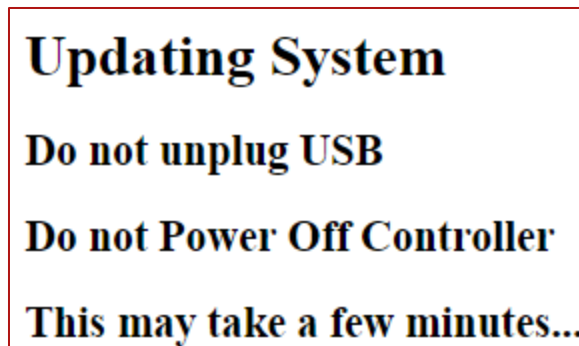 Updating System
Do not unplug USB
Do not Power Off Controller
This may take a few minutes...